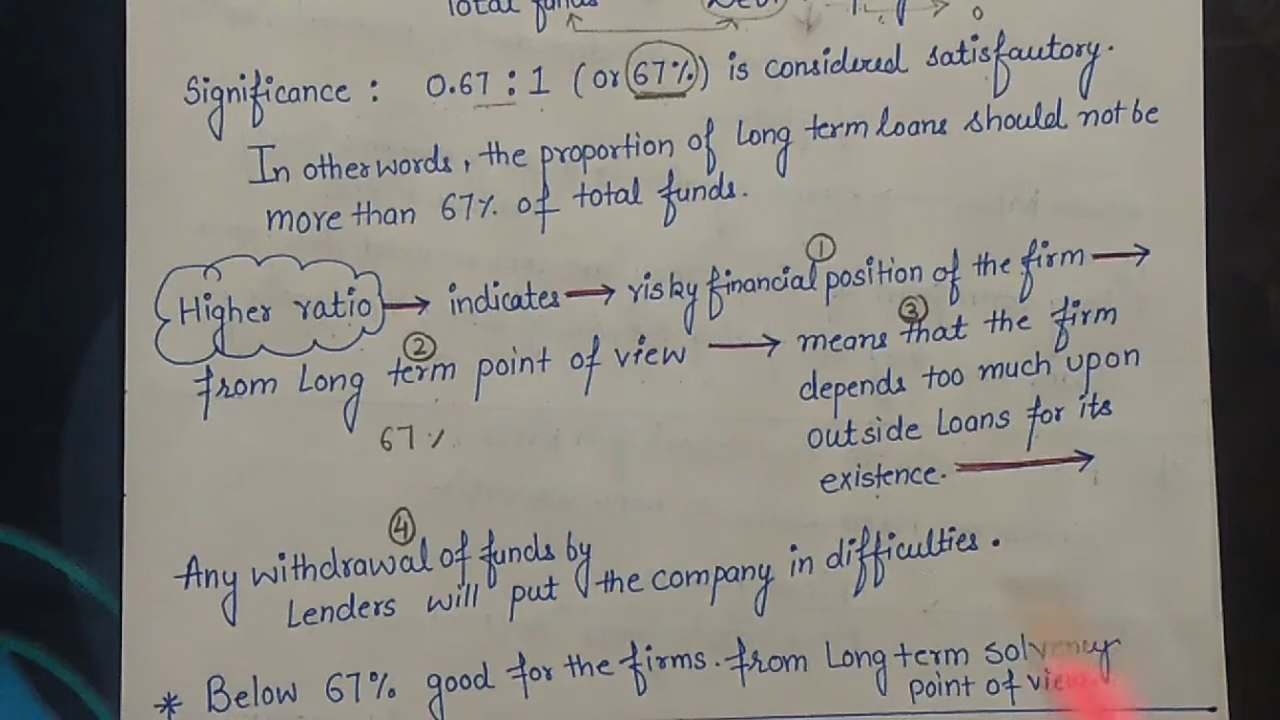 Total funds
Significance : 0.67 : 1 (or 67%) is considered satisfautory.
In other words, the proportion of Long term loans should not be
more than 67% of total funds.
①
Higher ratio → indicates → risky financial position of the firm →
② ③
from Long term point of view → means that the firm
depends too much upon
67%
outside Loans for its
existence. →
④
Any withdrawal of funds by
Lenders will put the company in difficulties.
* Below 67% good for the firms. from Long term solvency
point of view